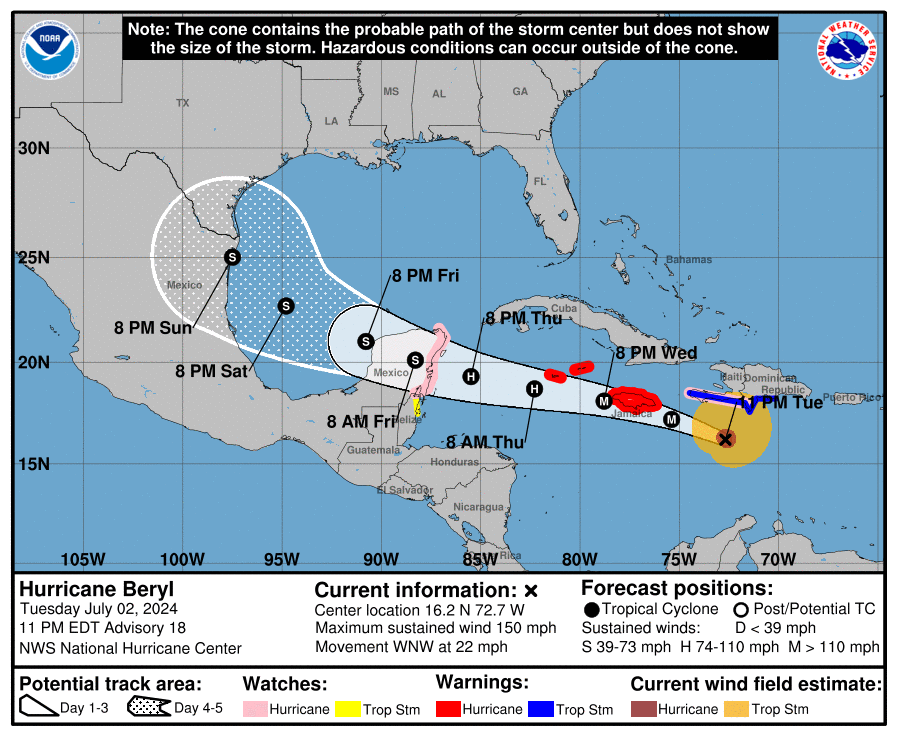 Note: The cone contains the probable path of the storm center but does not show
the size of the storm. Hazardous conditions can occur outside of the cone.
NOAA
NATIONAL WEATHER SERVICE
TX
LA
MS
AL
GA
FL
30N
25N
20N
15N
Mexico
Bahamas
Cuba
8 PM Fri
8 PM Thu
8 PM Wed
8 PM Sun
8 PM Sat
8 AM Fri
8 AM Thu
PM Tue
S
S
S
S
H
H
M
M
Mexico
Haiti
Dominican
Republic
Puerto Rico
Jamaica
Belize
Guatemala
Honduras
El Salvador
Nicaragua
Rica
105W
100W
95W
90W
85W
80W
75W
70W
Hurricane Beryl
Tuesday July 02, 2024
11 PM EDT Advisory 18
NWS National Hurricane Center
Current information: x
Center location 16.2 N 72.7 W
Maximum sustained wind 150 mph
Movement WNW at 22 mph
Forecast positions:
Tropical Cyclone Post/Potential TC
Sustained winds: D < 39 mph
S 39-73 mph H 74-110 mph M > 110 mph
Potential track area:
Day 1-3 Day 4-5
Watches:
Hurricane Trop Stm
Warnings:
Hurricane Trop Stm
Current wind field estimate:
Hurricane Trop Stm